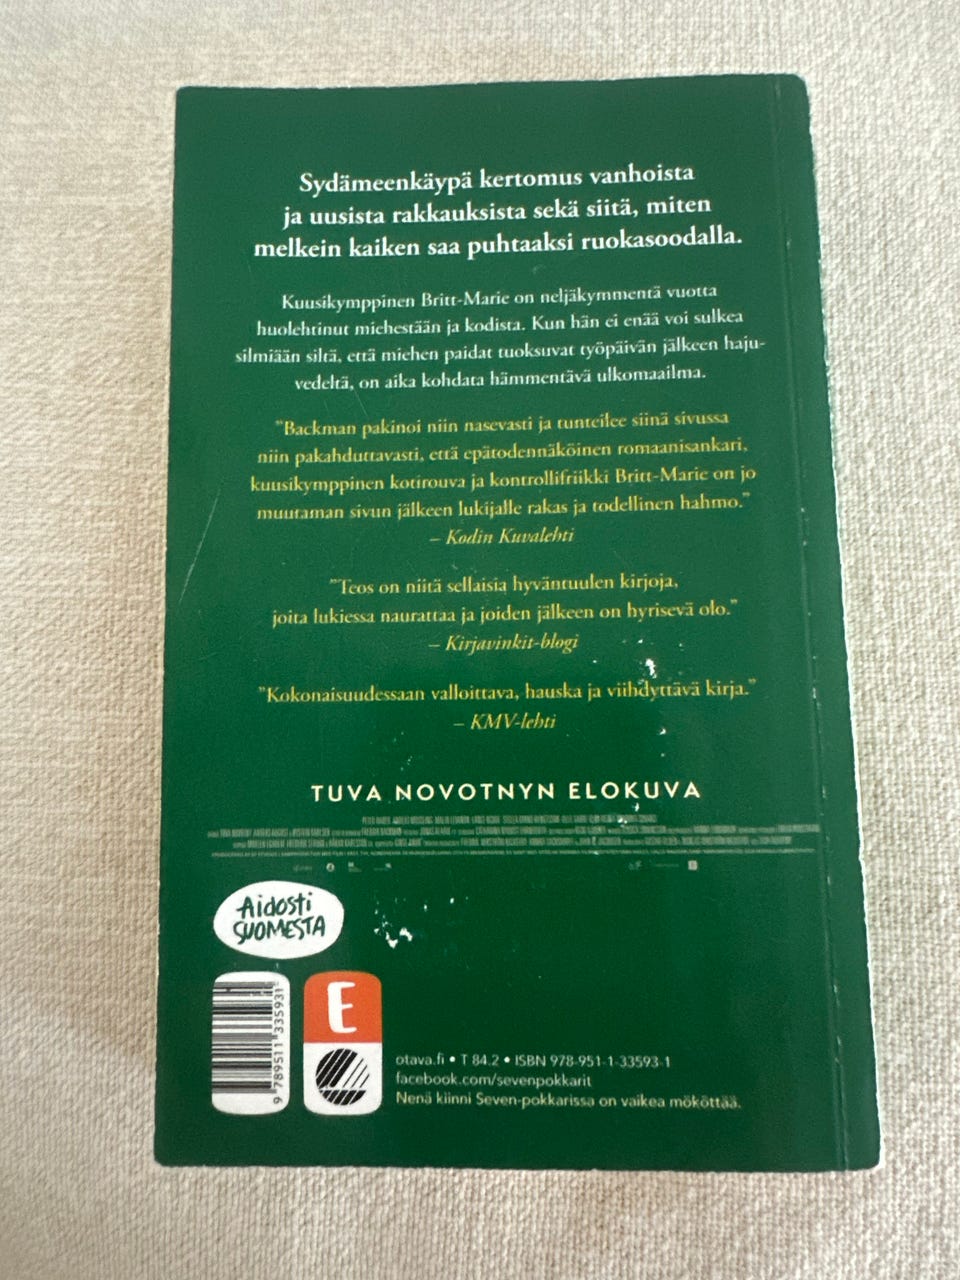 Sydämeenkäypä kertomus vanhoista
ja uusista rakkauksista sekä siitä, miten
melkein kaiken saa puhtaaksi ruokasoodalla.
Kuusikymppinen Britt-Marie on neljäkymmentä vuotta
huolehtinut miehestään ja kodista. Kun hän ei enää voi sulkea
silmiään siltä, että miehen paidat tuoksuvat työpäivän jälkeen haju-
vedeltä, on aika kohdata hämmentävä ulkomaailma.
”Backman pakinoi niin nasevasti ja tunteilee siinä sivussa
niin pakahduttavasti, että epätodennäköinen romaanisankari,
kuusikymppinen kotirouva ja kontrollifriikki Britt-Marie on jo
muutaman sivun jälkeen lukijalle rakas ja todellinen hahmo.”
– Kodin Kuvalehti
”Teos on niitä sellaisia hyväntuulen kirjoja,
joita lukiessa naurattaa ja joiden jälkeen on hyrisevä olo.”
– Kirjavinkit-blogi
”Kokonaisuudessaan valloittava, hauska ja viihdyttävä kirja.”
– KMV-lehti
TUVA NOVOTNYN ELOKUVA
Aidosti
SUOMESTA
9 789511 335931
E
otava.fi • T 84.2 • ISBN 978-951-1-33593-1
facebook.com/sevenpokkarit
Nenä kiinni Seven-pokkarissa on vaikea mököttää.